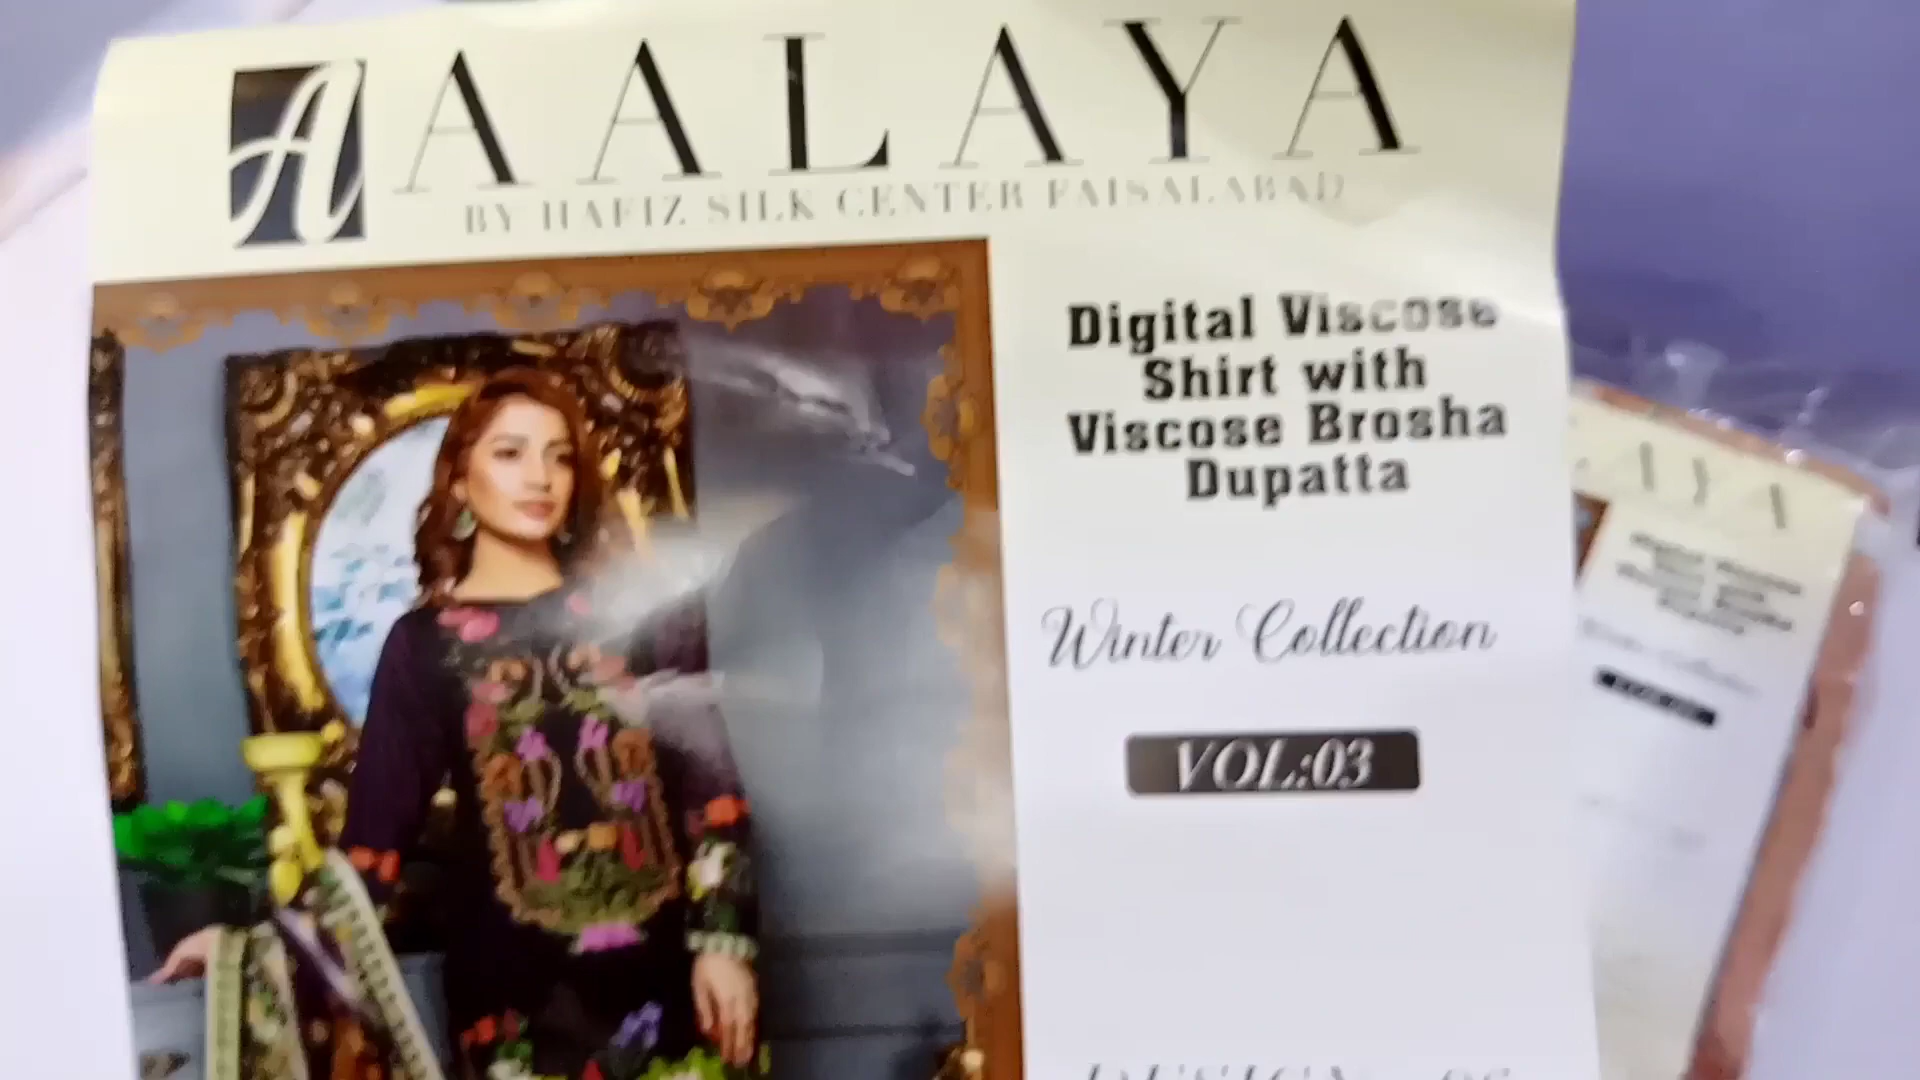 A AALAYA
BY HAFIZ SILK CENTER FAISALABAD
Digital Viscose
Shirt with
Viscose Brosha
Dupatta
Winter Collection
VOL:03